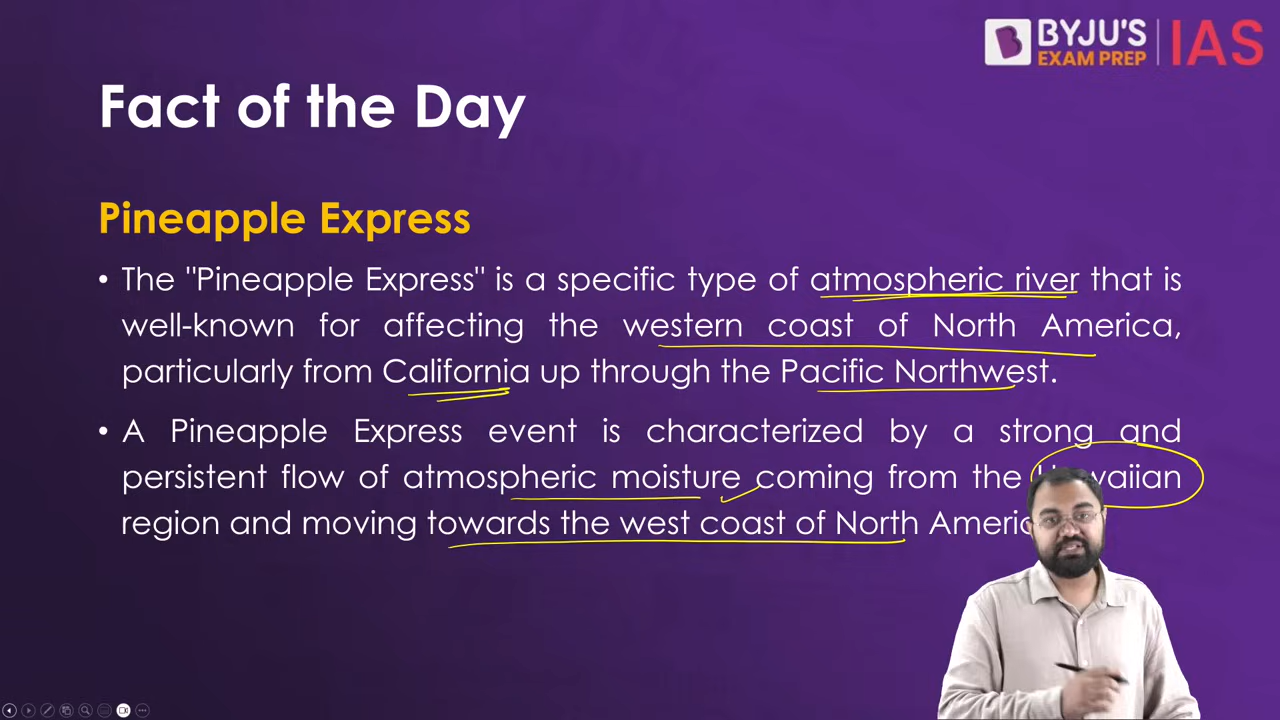 BYJU'S
EXAM PREP
IAS
Fact of the Day
Pineapple Express
• The "Pineapple Express" is a specific type of atmospheric river that is
well-known for affecting the western coast of North America,
particularly from California up through the Pacific Northwest.
• A Pineapple Express event is characterized by a strong and
persistent flow of atmospheric moisture coming from the
region and moving towards the west coast of North